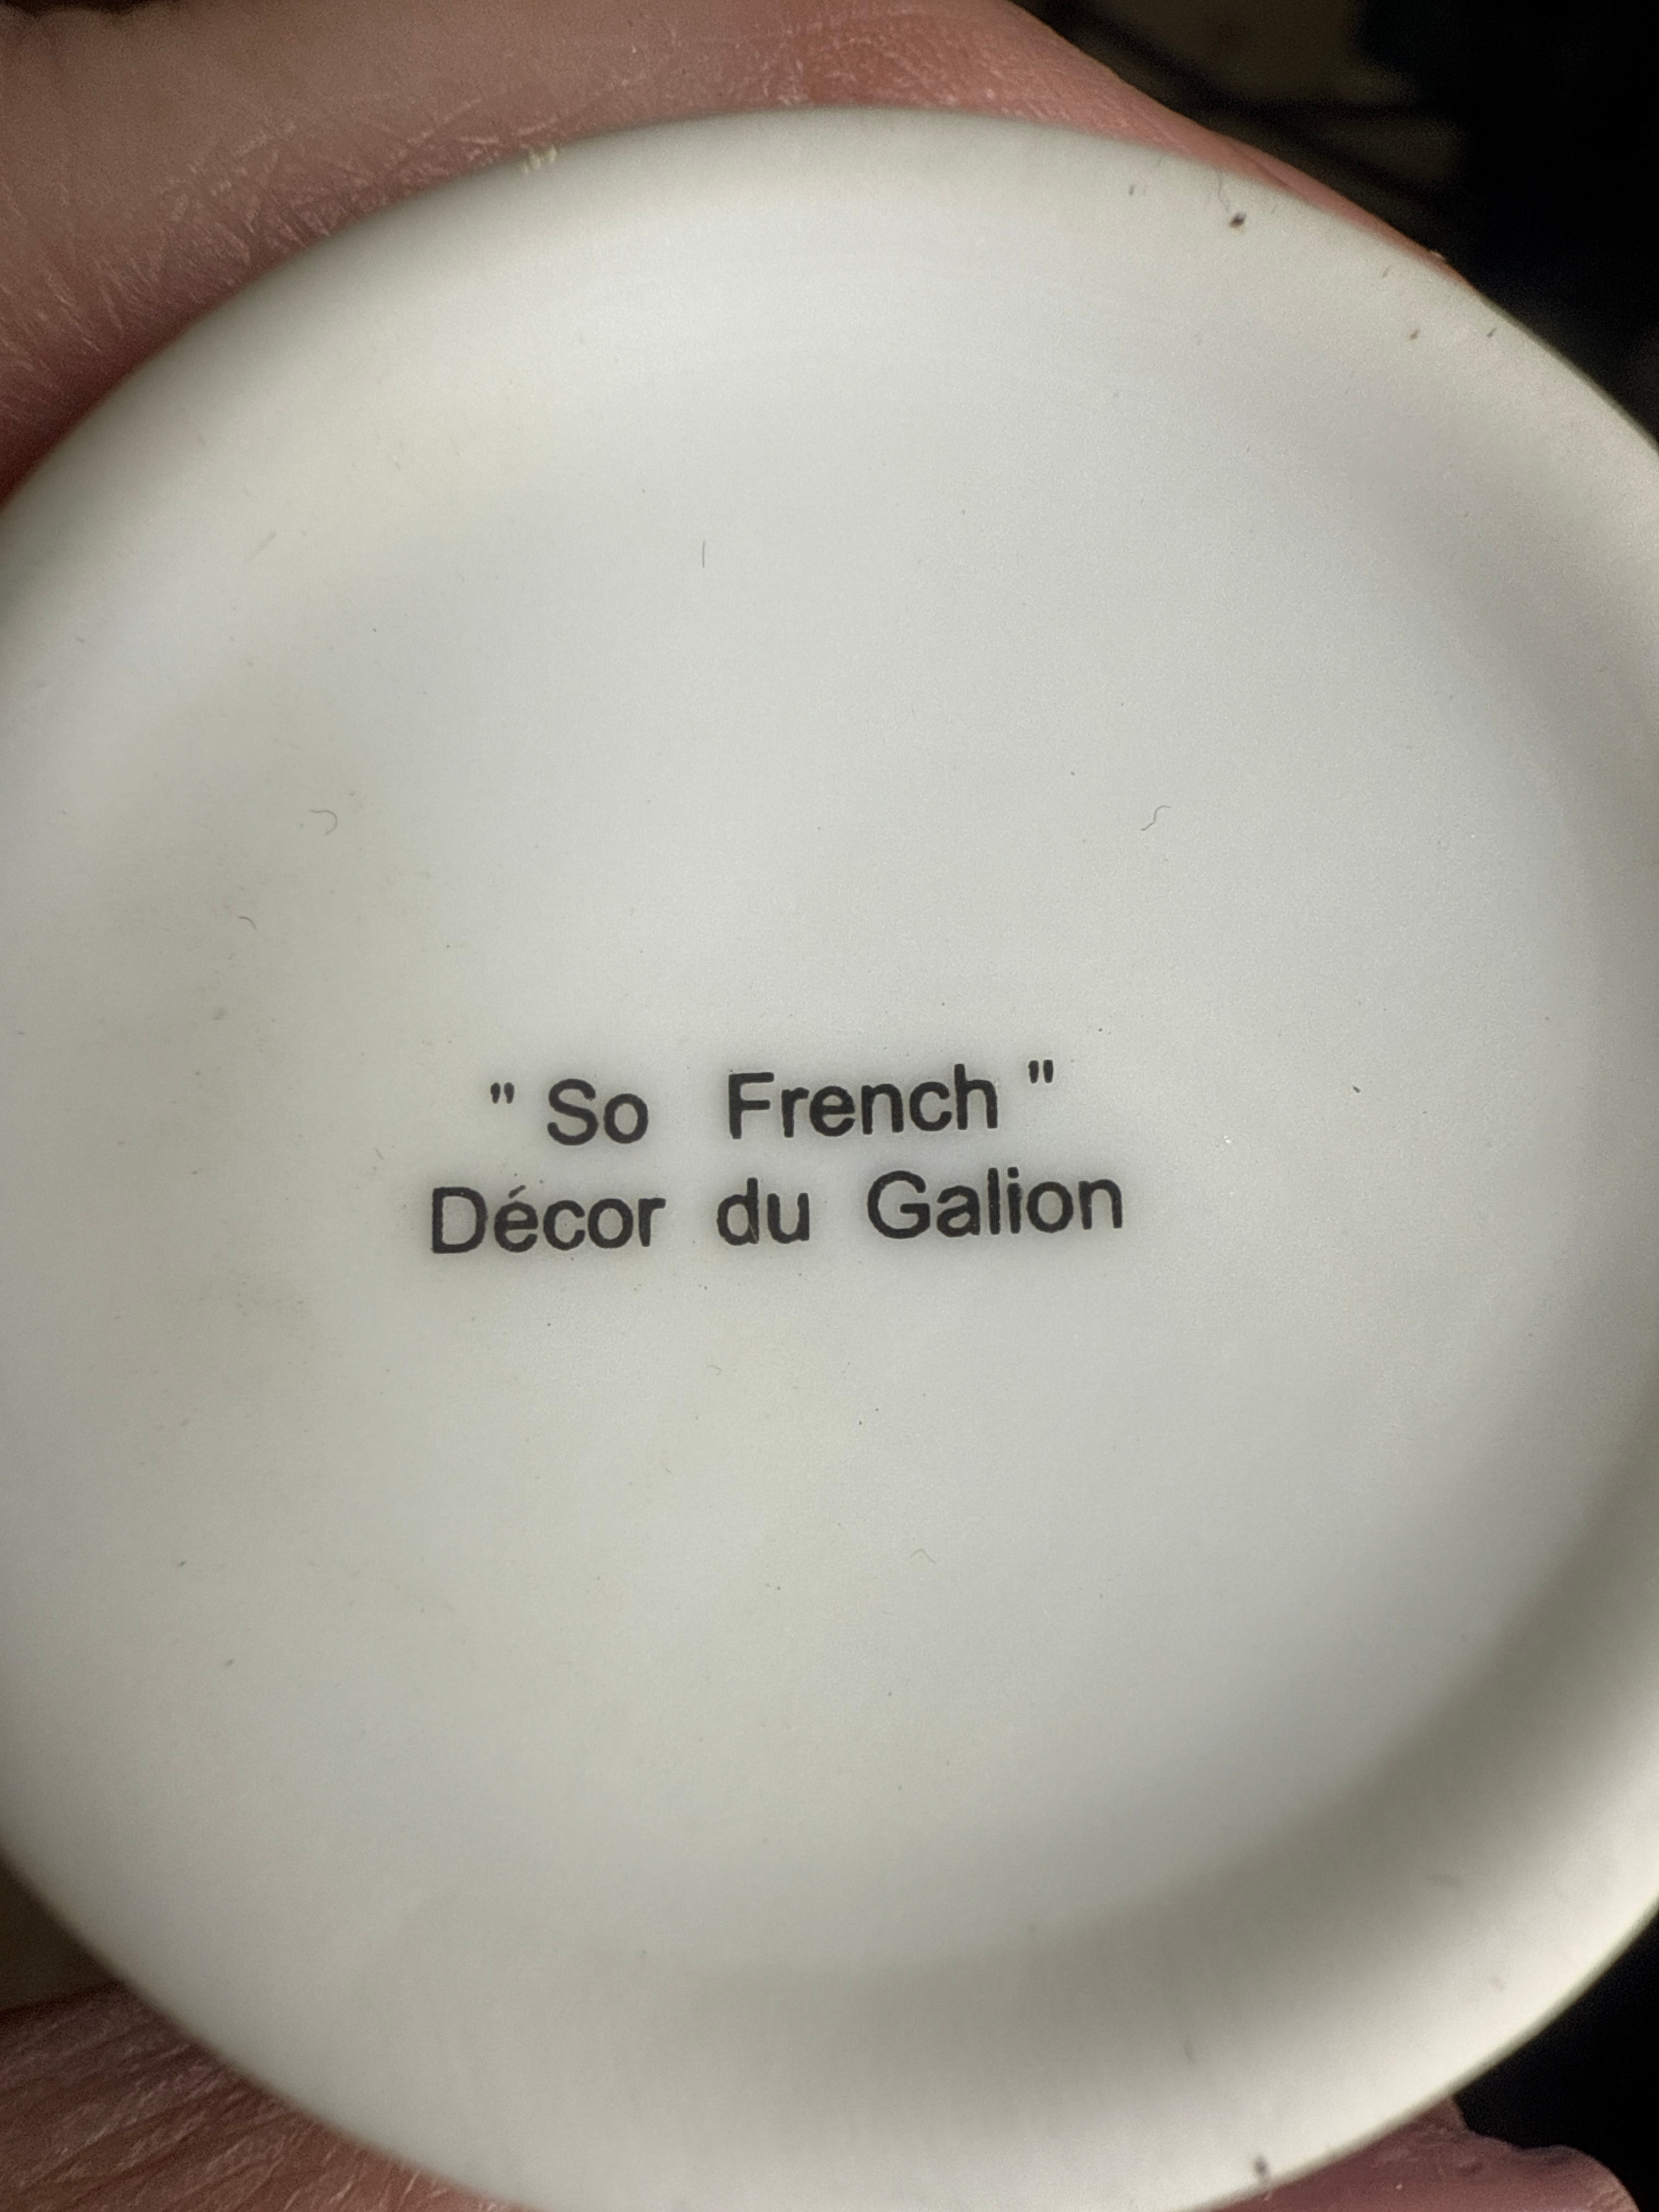 " So French "
Décor du Galion